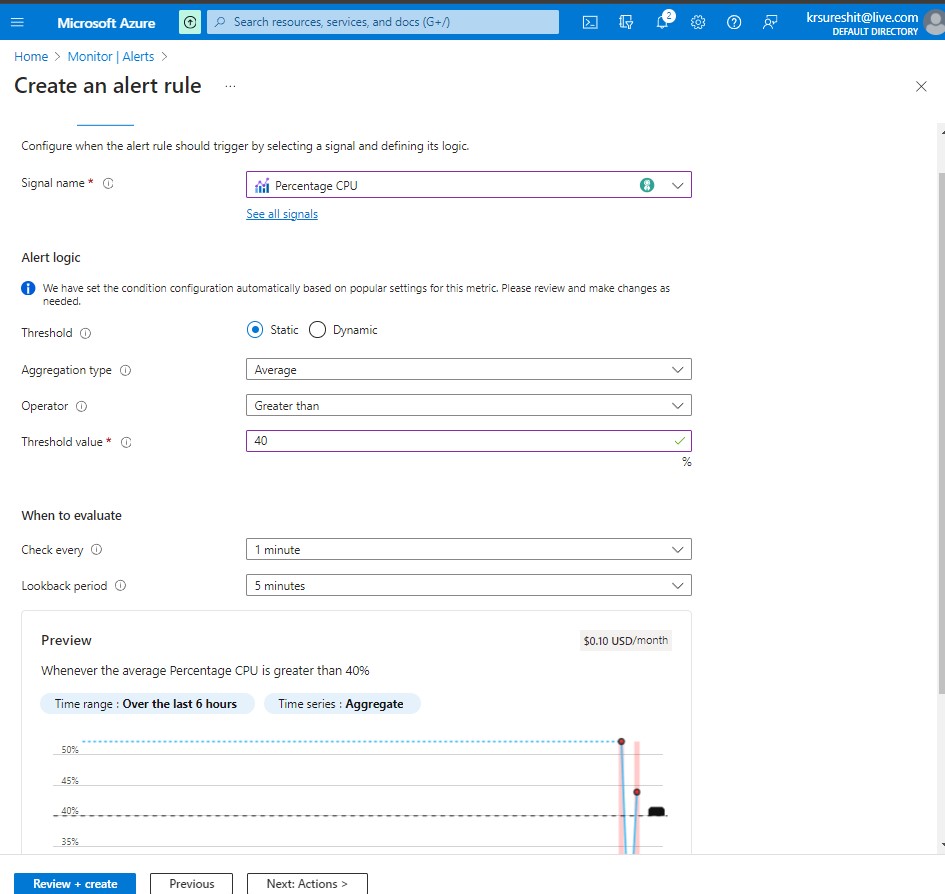 Microsoft Azure
Search resources, services, and docs (G+/)
2
krsureshit@live.com
DEFAULT DIRECTORY
Home > Monitor | Alerts >
Create an alert rule ...
Configure when the alert rule should trigger by selecting a signal and defining its logic.
Signal name *
Percentage CPU
See all signals
Alert logic
We have set the condition configuration automatically based on popular settings for this metric. Please review and make changes as
needed.
Threshold
Static Dynamic
Aggregation type
Average
Operator
Greater than
Threshold value *
40
%
When to evaluate
Check every
1 minute
Lookback period
5 minutes
Preview
$0.10 USD/month
Whenever the average Percentage CPU is greater than 40%
Time range : Over the last 6 hours Time series : Aggregate
50%
45%
40%
35%
Review + create Previous Next: Actions >